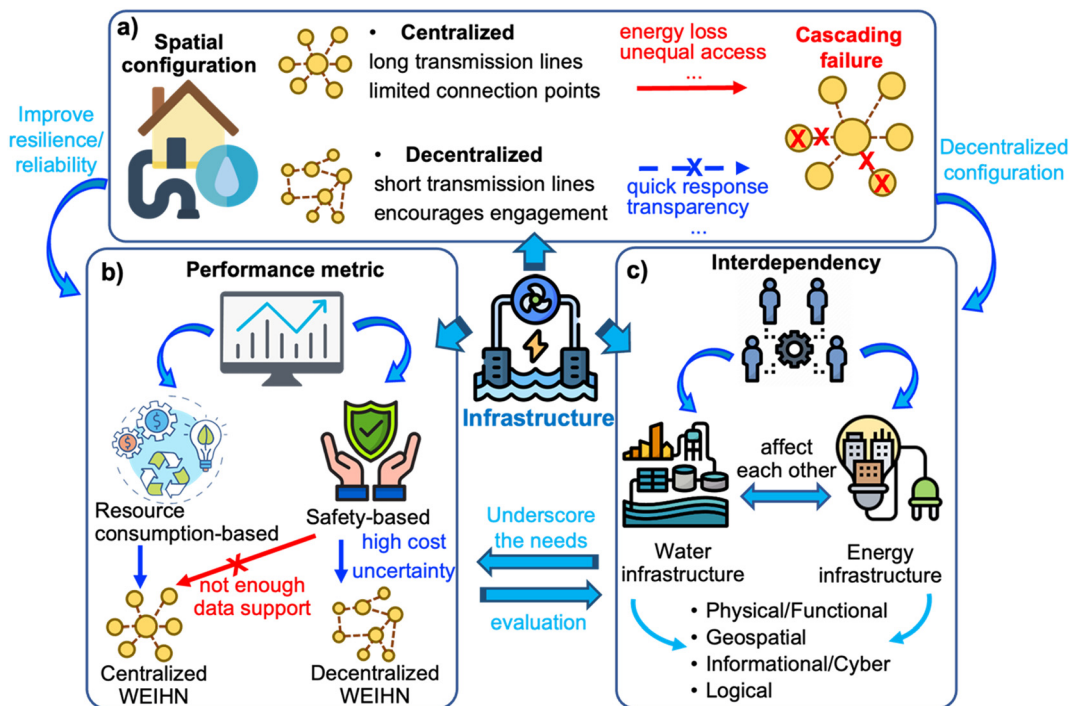 a)
Spatial
configuration
• Centralized
long transmission lines
limited connection points
energy loss
unequal access
...
Cascading
failure
X X
X
X
• Decentralized
short transmission lines
encourages engagement
X
quick response
transparency
...
Improve
resilience/
reliability
Decentralized
configuration
b)
Performance metric
$
$
Resource
consumption-based
Safety-based
high cost
uncertainty
X
not enough
data support
Centralized
WEIHN
Decentralized
WEIHN
Infrastructure
Underscore
the needs
evaluation
c)
Interdependency
affect
each other
Water
infrastructure
Energy
infrastructure
• Physical/Functional
• Geospatial
• Informational/Cyber
• Logical